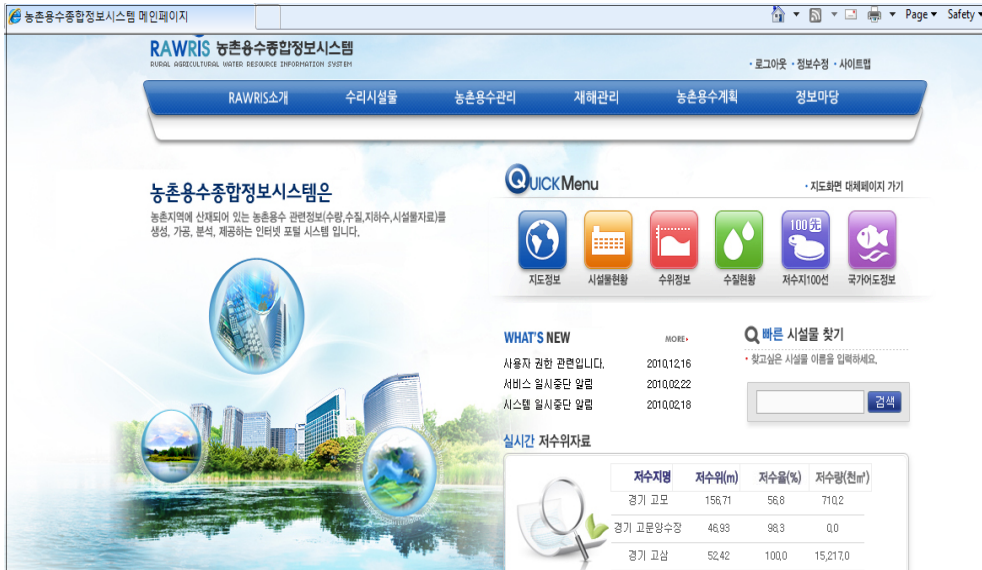 농촌용수종합정보시스템 메인페이지
Page Safety
RAWRIS 농촌용수종합정보시스템
RURAL AGRICULTURAL WATER RESOURCE INFORMATION SYSTEM
· 로그아웃 · 정보수정 · 사이트맵
RAWRIS소개 수리시설물 농촌용수관리 재해관리 농촌용수계획 정보마당
농촌용수종합정보시스템은
농촌지역에 산재되어 있는 농촌용수 관련정보(수량,수질,지하수,시설물자료)를
생성, 가공, 분석, 제공하는 인터넷 포털 시스템 입니다.
QUICK Menu
· 지도화면 대체페이지 가기
100선
지도정보 시설물현황 수위정보 수질현황 저수지100선 국가어도정보
WHAT'S NEW MORE
사용자 권한 관련입니다. 2010,12,16
서비스 일시중단 알림 2010,02,22
시스템 일시중단 알림 2010,02,18
빠른 시설물 찾기
· 찾고싶은 시설물 이름을 입력하세요.
검색
실시간 저수위자료
저수지명 저수위(m) 저수율(%) 저수량(천㎥)
경기 고모 156,71 56,8 710,2
경기 고문양수장 46,93 98,3 0,0
경기 고삼 52,42 100,0 15,217,0